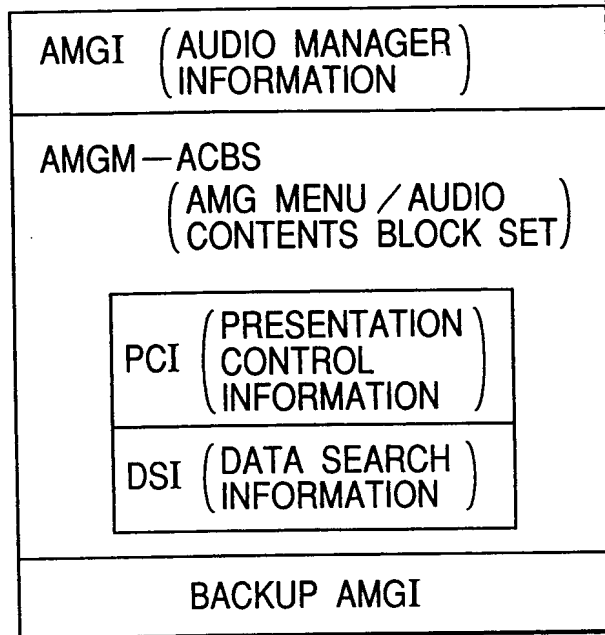 AMGI (AUDIO MANAGER
INFORMATION)
AMGM—ACBS
(AMG MENU / AUDIO
CONTENTS BLOCK SET)
PCI (PRESENTATION
CONTROL
INFORMATION)
DSI (DATA SEARCH
INFORMATION)
BACKUP AMGI